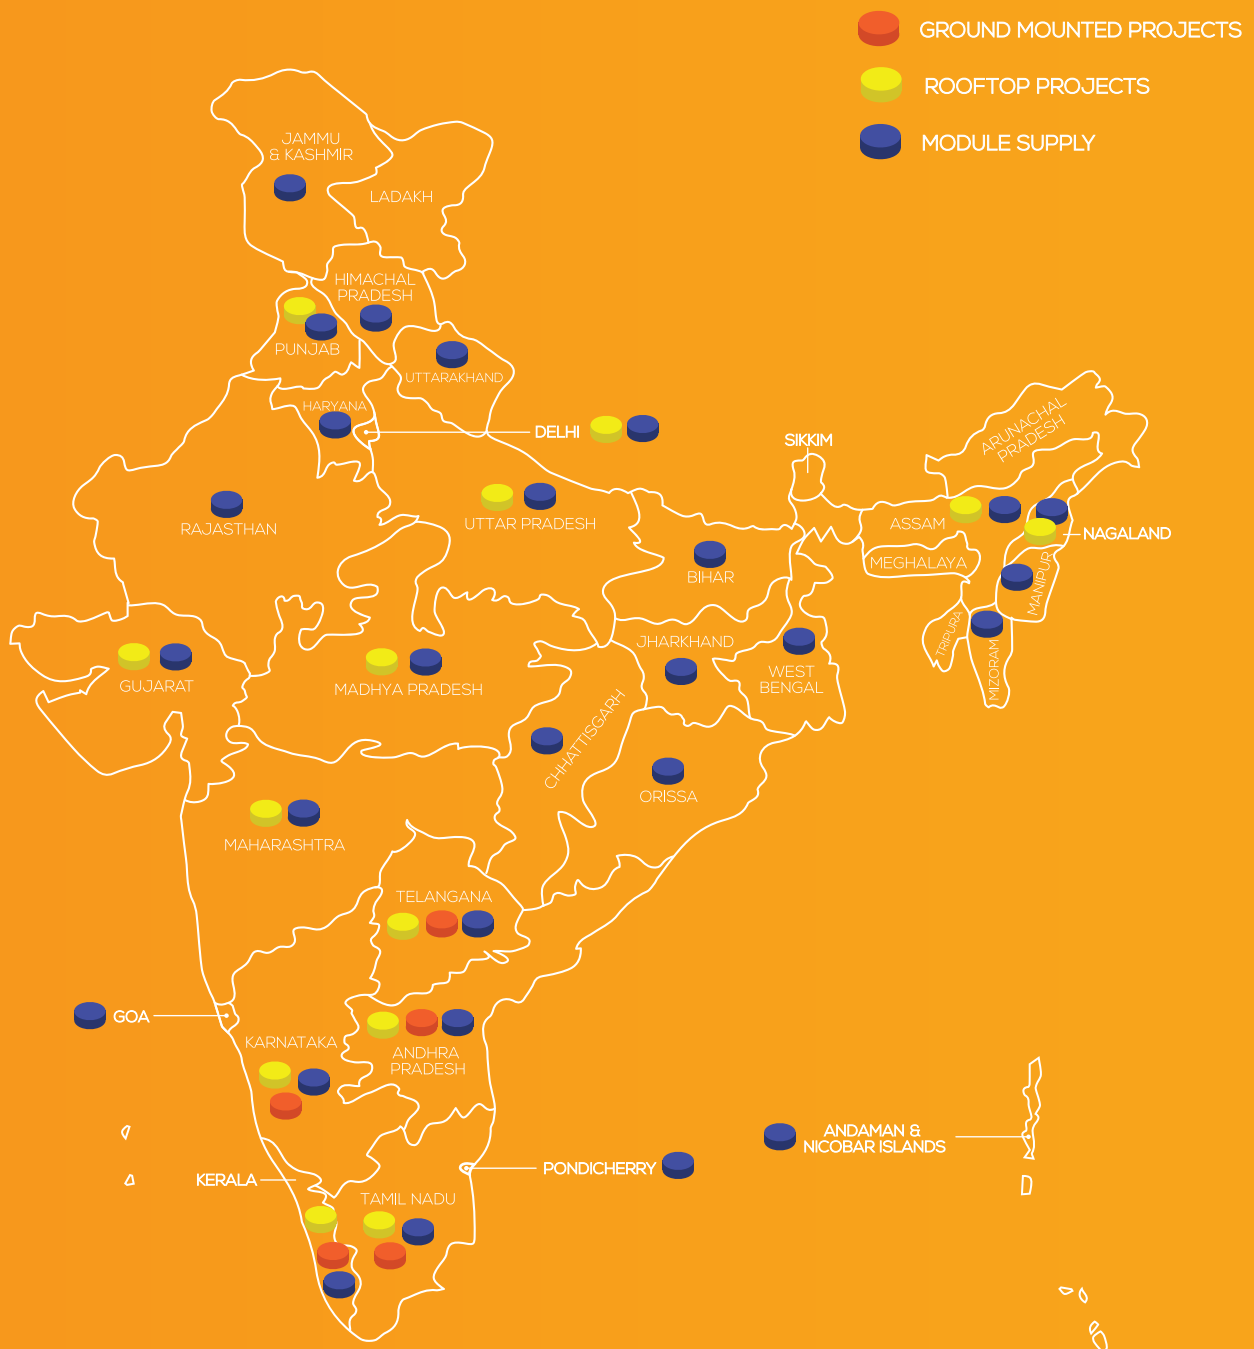 GROUND MOUNTED PROJECTS
ROOFTOP PROJECTS
MODULE SUPPLY
JAMMU
& KASHMIR
LADAKH
HIMACHAL
PRADESH
PUNJAB
UTTARAKHAND
HARYANA
DELHI
SIKKIM
ARUNACHAL
PRADESH
RAJASTHAN
UTTAR PRADESH
ASSAM
NAGALAND
MEGHALAYA
BIHAR
MANIPUR
TRIPURA
MIZORAM
JHARKHAND
WEST
BENGAL
GUJARAT
MADHYA PRADESH
CHHATTISGARH
ORISSA
MAHARASHTRA
TELANGANA
GOA
KARNATAKA
ANDHRA
PRADESH
ANDAMAN &
NICOBAR ISLANDS
PONDICHERRY
KERALA
TAMIL NADU